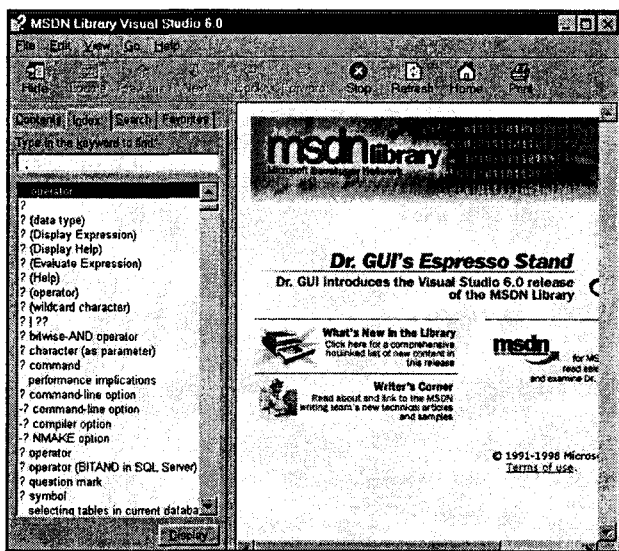 MSDN Library Visual Studio 6.0
File Edit View Go Help
Hide Locate Previous Next Back Forward Stop Refresh Home Print
Contents Index Search Favorites
Type in the keyword to find:
operator
?
? (data type)
? (Display Expression)
? (Display Help)
? (Evaluate Expression)
? (Help)
? (operator)
? (wildcard character)
? | ??
? bitwise-AND operator
? character (as parameter)
? command
performance implications
? command-line option
-? command-line option
-? compiler option
-? NMAKE option
? operator
? operator (BITAND in SQL Server)
? question mark
? symbol
selecting tables in current databa
Display
msdn library
Microsoft Developer Network
Dr. GUI's Espresso Stand
Dr. GUI introduces the Visual Studio 6.0 release
of the MSDN Library
What's New in the Library
Click here for a comprehensive
hotlinked list of new content in
this release
Writer's Corner
Read about and link to the MSDN
writing team's new technical articles
and samples
msdn
for MS
read sele
and examine Dr.
© 1991-1998 Micros
Terms of use.